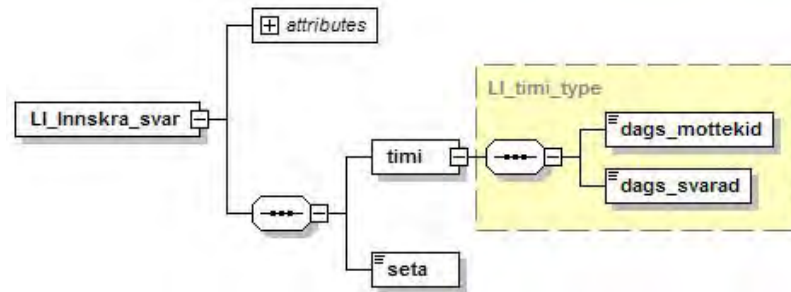 attributes
LI_Innskra_svar
LI_timi_type
dags_mottekid
timi
dags_svarad
seta